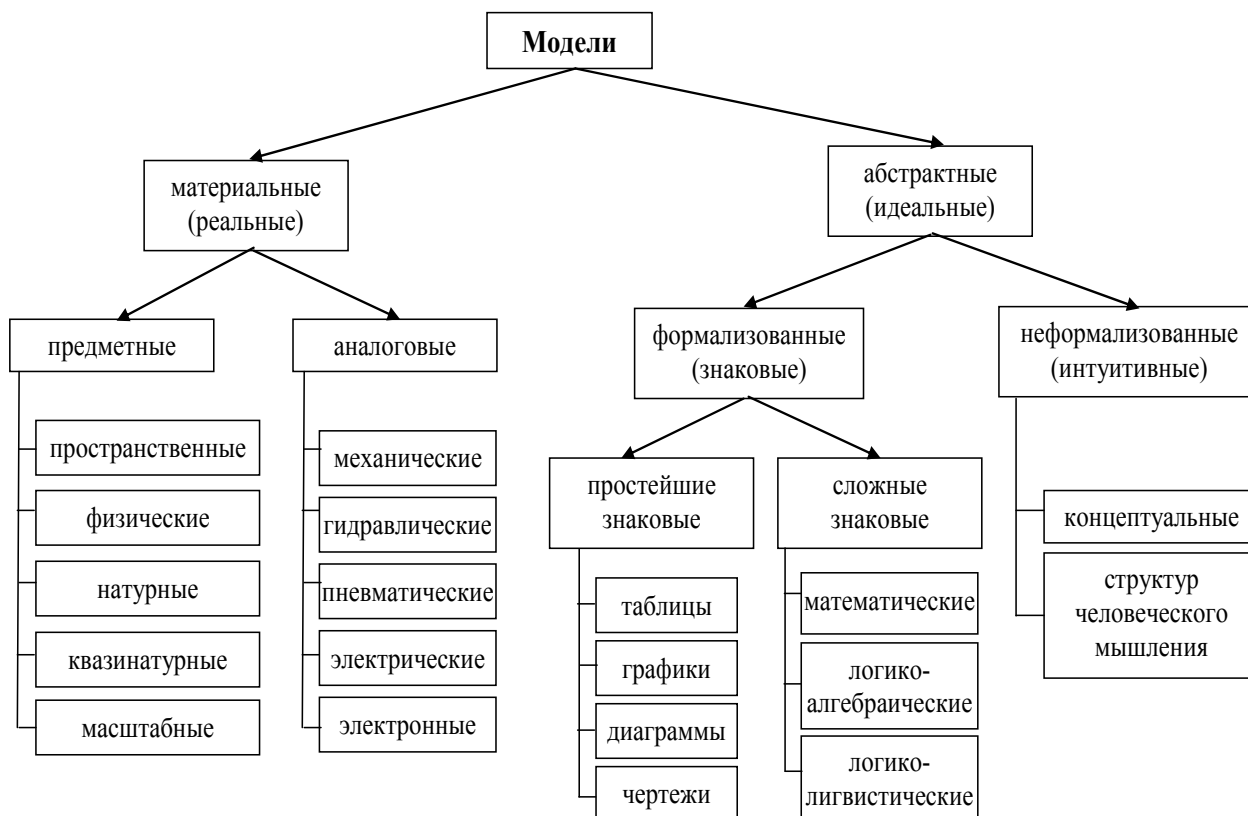 Модели
материальные
(реальные)
абстрактные
(идеальные)
предметные
аналоговые
формализованные
(знаковые)
неформализованные
(интуитивные)
пространственные
физические
натурные
квазинатурные
масштабные
механические
гидравлические
пневматические
электрические
электронные
простейшие
знаковые
сложные
знаковые
таблицы
графики
диаграммы
чертежи
математические
логико-
алгебраические
логико-
лигвистические
концептуальные
структур
человеческого
мышления